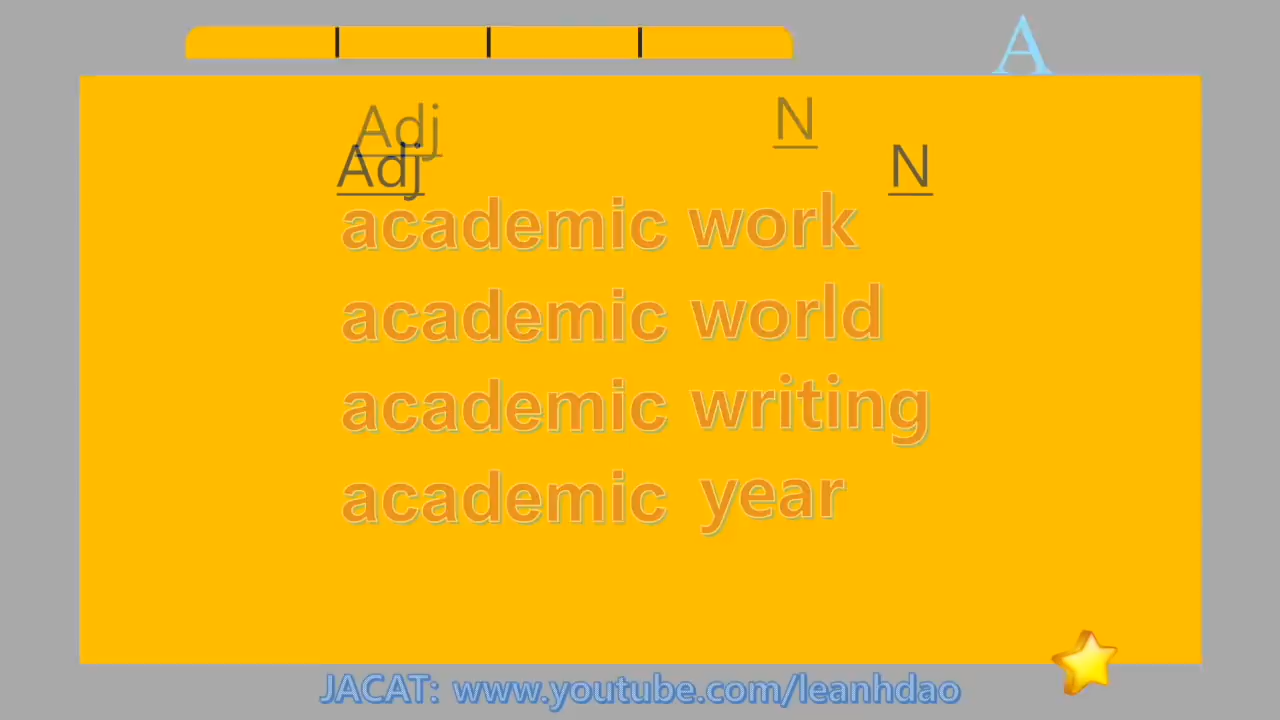 A
Adj N
Adj N
academic work
academic world
academic writing
academic year
JACAT: www.youtube.com/leanhdao